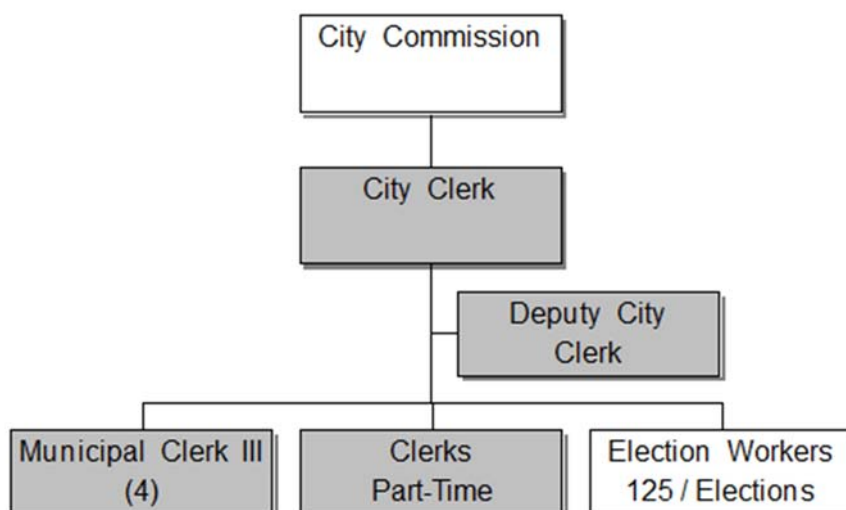 City Commission
City Clerk
Deputy City
Clerk
Municipal Clerk III
(4)
Clerks
Part-Time
Election Workers
125 / Elections